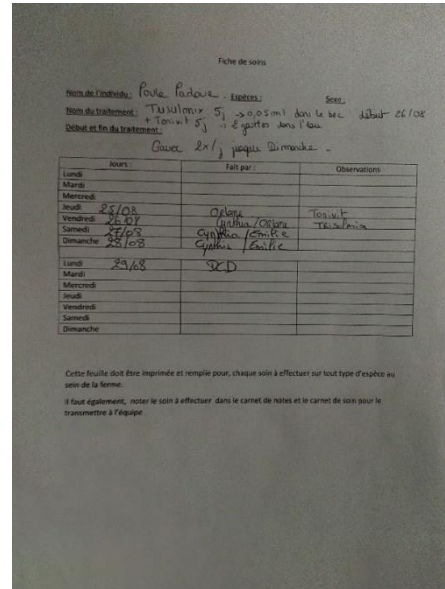 Fiche de soins
Nom de l'individu : Poule Padoue Espèces : Sexe :
Nom du traitement : Trisulmix 5j → 0,05ml dans le bec début 26/08
+ Tonivit 5j → 2 gouttes dans l'eau
Début et fin du traitement :
Gaver 2x/j jusque Dimanche -
Jours : Fait par : Observations
Lundi
Mardi
Mercredi
Jeudi 25/08 Oclane Tonivit
Vendredi 26/08 Cynthia/Oclane Trisulmix
Samedi 27/08 Cynthia/Emilie
Dimanche 28/08 Cynthia/Emilie
Lundi 29/08 DCD
Mardi
Mercredi
Jeudi
Vendredi
Samedi
Dimanche
Cette feuille doit être imprimée et remplie pour, chaque soin à effectuer sur tout type d'espèce au
sein de la ferme.
Il faut également, noter le soin à effectuer dans le carnet de notes et le carnet de soin pour le
transmettre à l'équipe